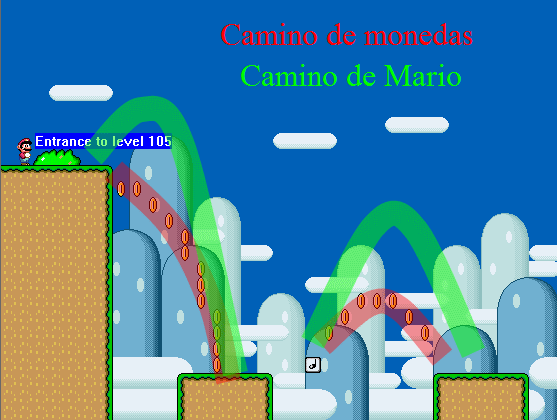 Camino de monedas
Camino de Mario
Entrance to level 105